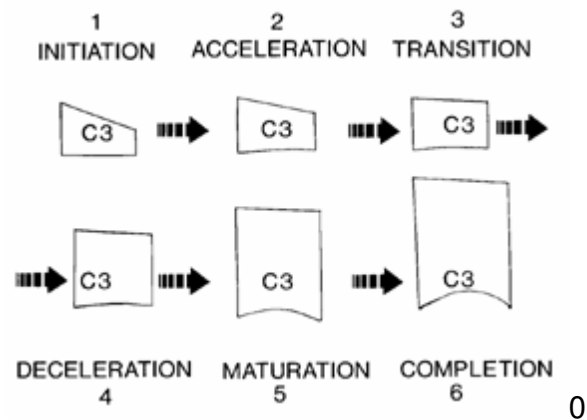 1 2 3
INITIATION ACCELERATION TRANSITION
C3 C3 C3
C3 C3 C3
DECELERATION MATURATION COMPLETION
4 5 6
0